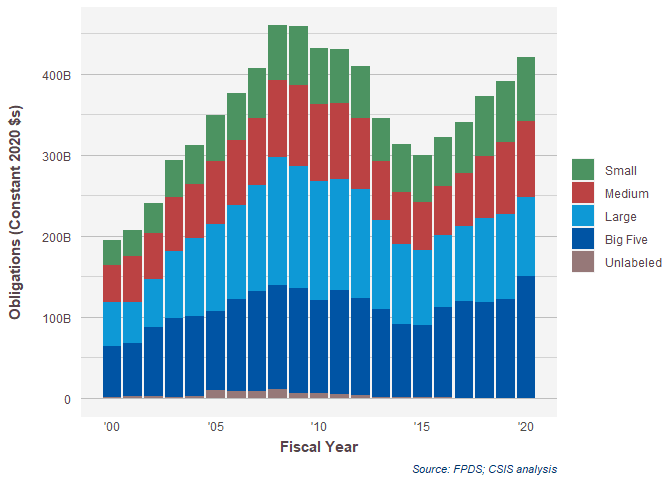 Obligations (Constant 2020 $s)
400B
300B
200B
100B
0
'00
'05
'10
'15
'20
Fiscal Year
Small
Medium
Large
Big Five
Unlabeled
Source: FPDS; CSIS analysis